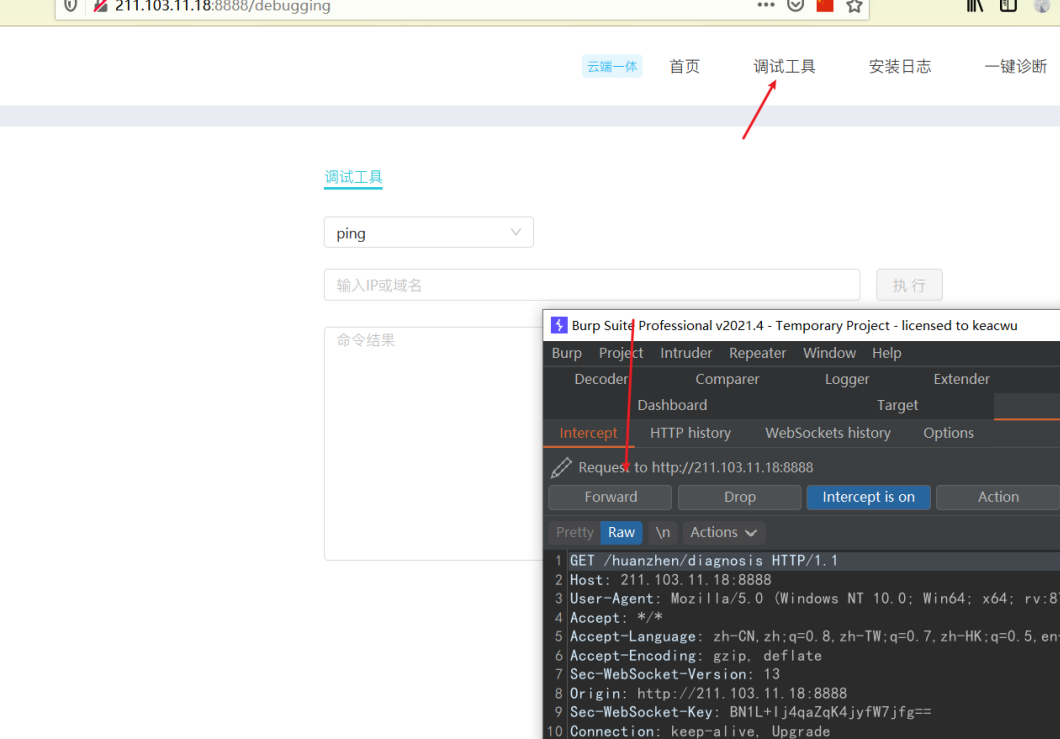 211.103.11.18:8888/debugging
云端一体 首页 调试工具 安装日志 一键诊断
调试工具
ping
输入IP或域名 执 行
命令结果
Burp Suite Professional v2021.4 - Temporary Project - licensed to keacwu
Burp Project Intruder Repeater Window Help
Decoder Comparer Logger Extender
Dashboard Target
Intercept HTTP history WebSockets history Options
Request to http://211.103.11.18:8888
Forward Drop Intercept is on Action
Pretty Raw \n Actions
1 GET /huanzhen/diagnosis HTTP/1.1
2 Host: 211.103.11.18:8888
3 User-Agent: Mozilla/5.0 (Windows NT 10.0; Win64; x64; rv:8
4 Accept: */*
5 Accept-Language: zh-CN,zh;q=0.8,zh-TW;q=0.7,zh-HK;q=0.5,en
6 Accept-Encoding: gzip, deflate
7 Sec-WebSocket-Version: 13
8 Origin: http://211.103.11.18:8888
9 Sec-WebSocket-Key: BN1L+Ij4qaZqK4jyfW7jfg==
10 Connection: keep-alive, Upgrade